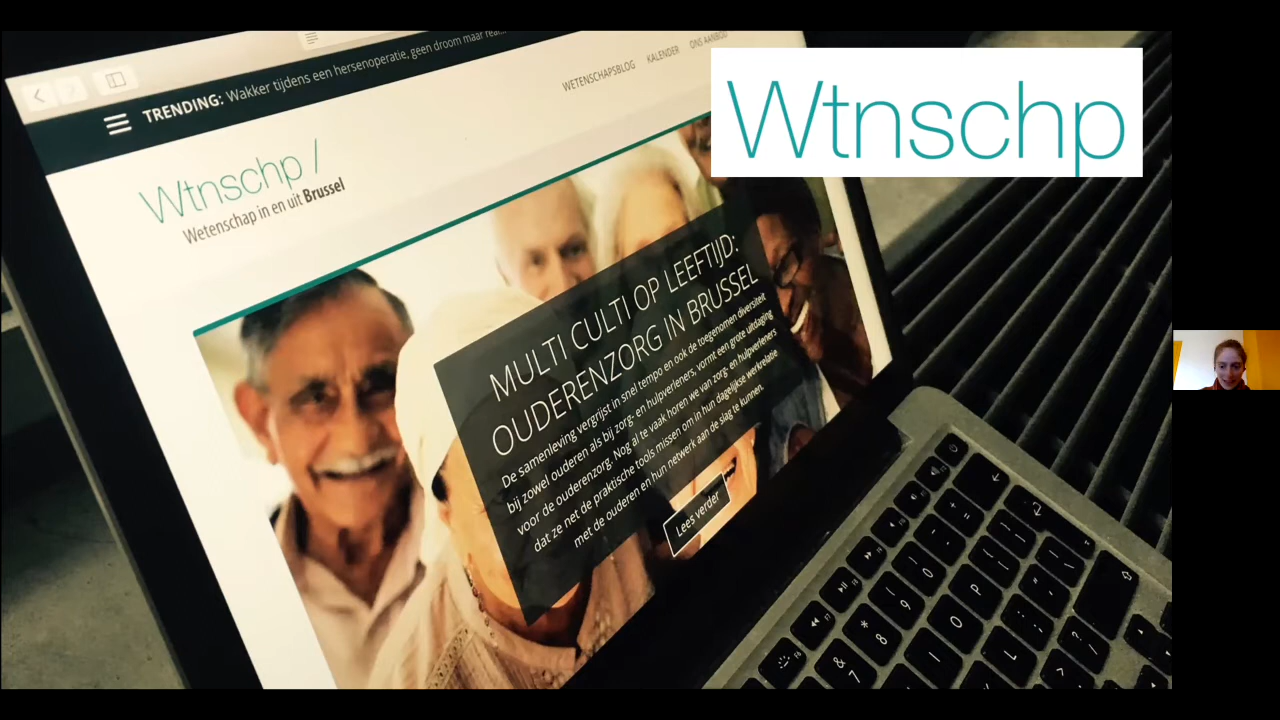 TRENDING: Wakker tijdens een hersenoperatie, geen droom maar
WETENSCHAPSBLOG KALENDER ONS AANBOD
Wtnschp
Wtnschp /
Wetenschap in en uit Brussel
MULTI CULTI OP LEEFTIJD:
OUDERENZORG IN BRUSSEL
De samenleving vergrijst in snel tempo en ook de toegenomen diversiteit
bij zowel ouderen als bij zorg- en hulpverleners, vormt een grote uitdaging
voor de ouderenzorg. Nog al te vaak horen we van zorg- en hulpverleners
dat ze net de praktische tools missen om in hun dagelijkse werkrelatie
met de ouderen en hun netwerk aan de slag te kunnen.
Lees verder